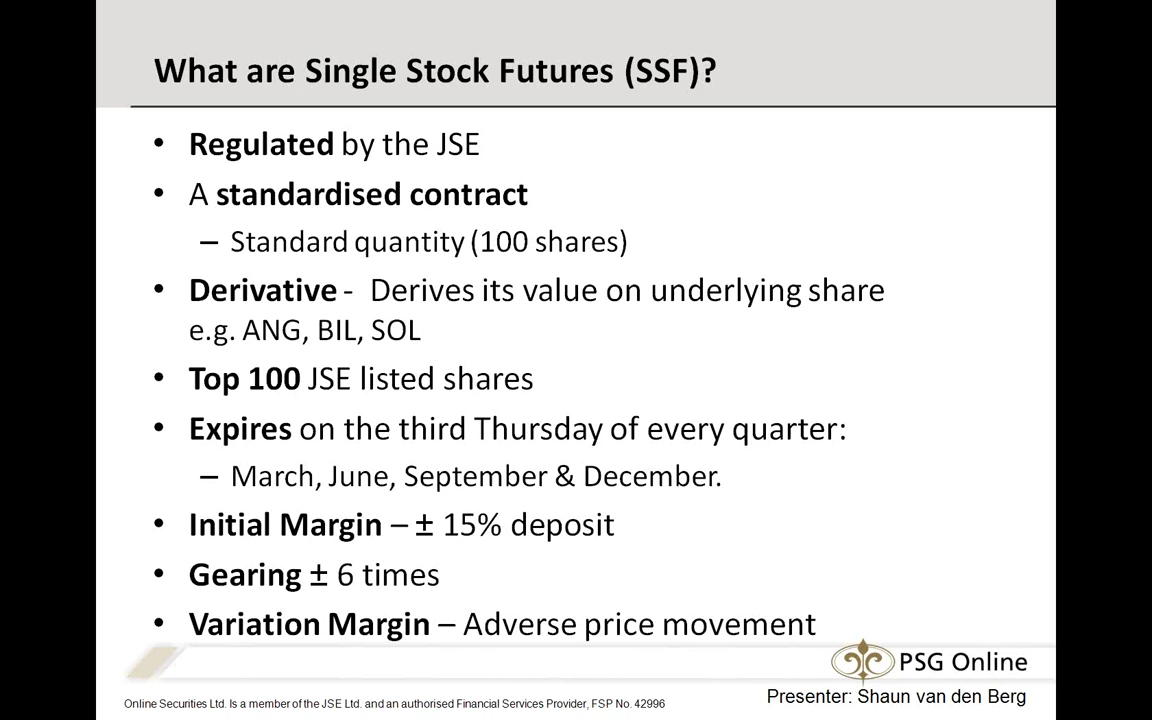 What are Single Stock Futures (SSF)?
• Regulated by the JSE
• A standardised contract
– Standard quantity (100 shares)
• Derivative - Derives its value on underlying share
e.g. ANG, BIL, SOL
• Top 100 JSE listed shares
• Expires on the third Thursday of every quarter:
– March, June, September & December.
• Initial Margin – ± 15% deposit
• Gearing ± 6 times
• Variation Margin – Adverse price movement
PSG Online
Presenter: Shaun van den Berg
Online Securities Ltd. Is a member of the JSE Ltd. and an authorised Financial Services Provider, FSP No. 42996